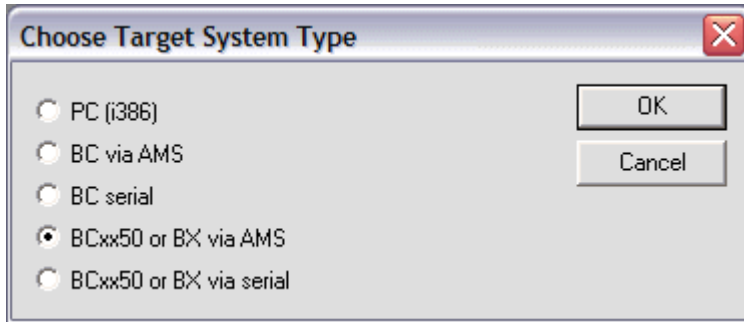 Choose Target System Type
PC (i386)
OK
BC via AMS
Cancel
BC serial
BCxx50 or BX via AMS
BCxx50 or BX via serial